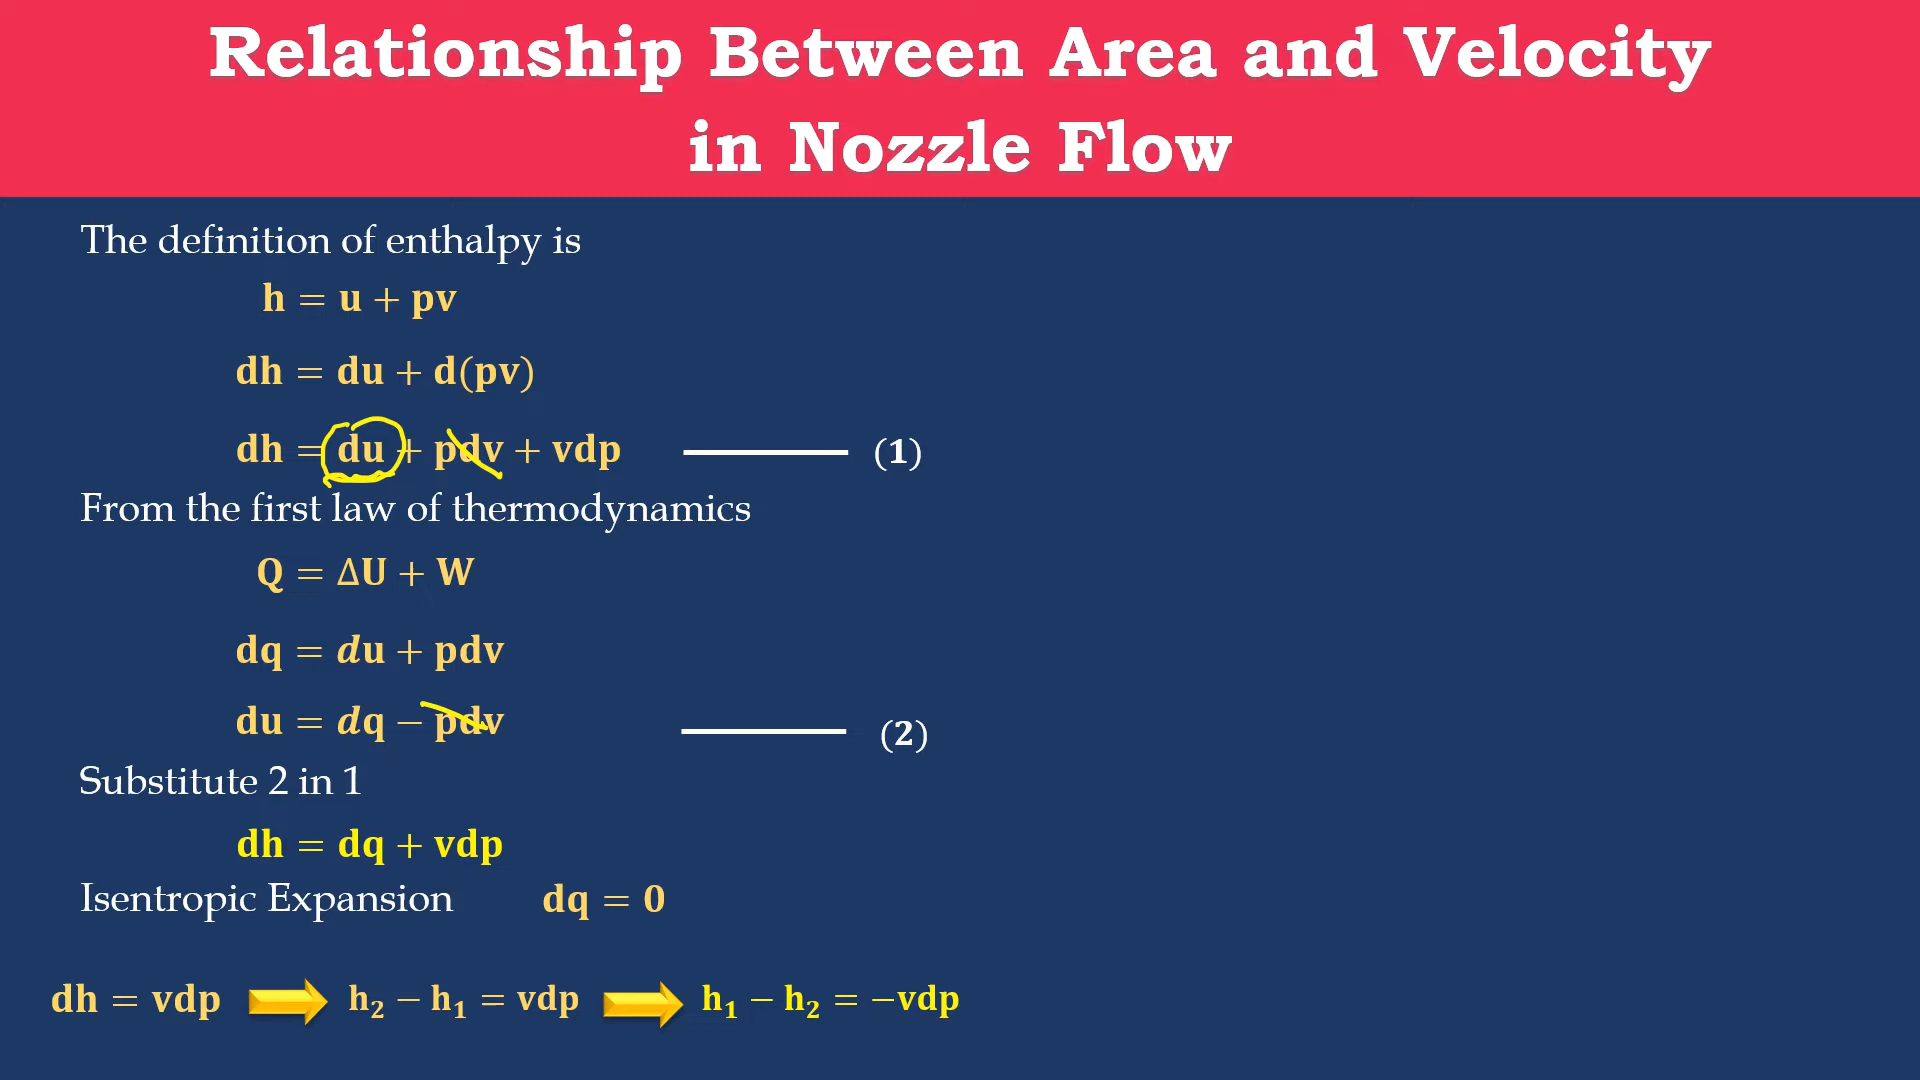 Relationship Between Area and Velocity
in Nozzle Flow
The definition of enthalpy is
h = u + pv
dh = du + d(pv)
dh = du + pdv + vdp (1)
From the first law of thermodynamics
Q = ΔU + W
dq = du + pdv
du = dq − pdv (2)
Substitute 2 in 1
dh = dq + vdp
Isentropic Expansion dq = 0
dh = vdp h₂ − h₁ = vdp h₁ − h₂ = −vdp